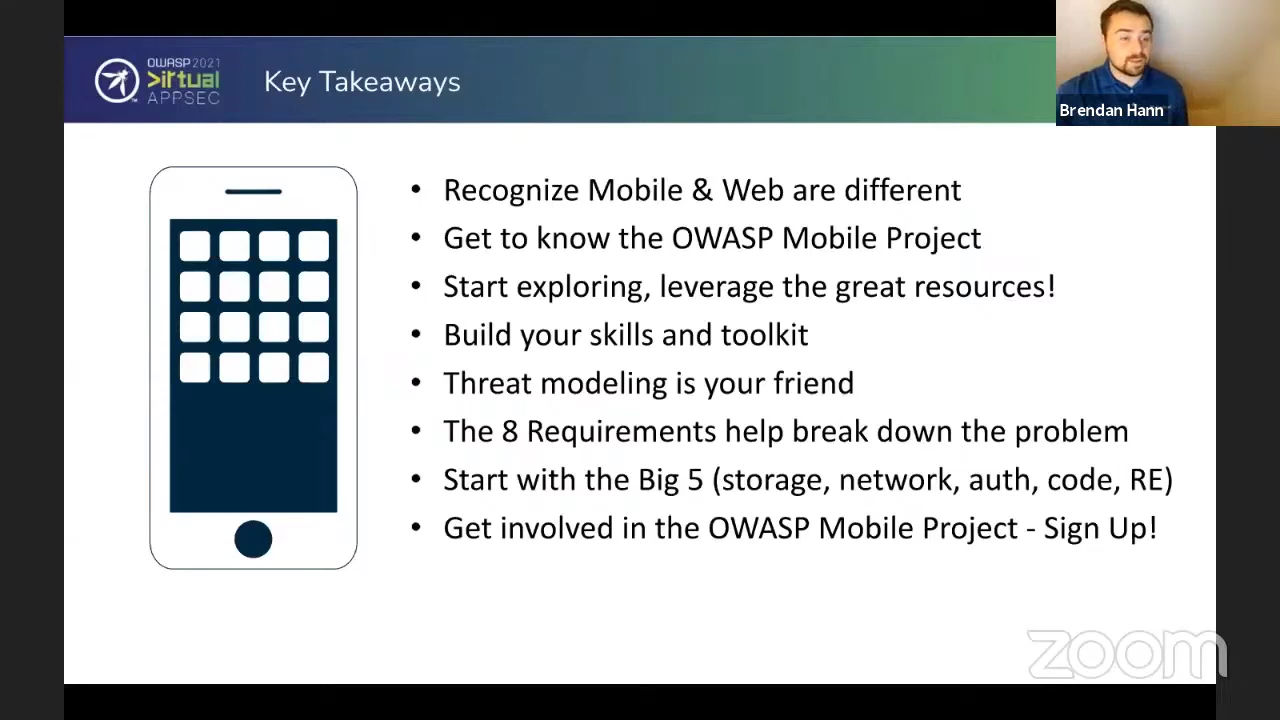 OWASP 2021
>irtual
APPSEC
Key Takeaways
Brendan Hann
• Recognize Mobile & Web are different
• Get to know the OWASP Mobile Project
• Start exploring, leverage the great resources!
• Build your skills and toolkit
• Threat modeling is your friend
• The 8 Requirements help break down the problem
• Start with the Big 5 (storage, network, auth, code, RE)
• Get involved in the OWASP Mobile Project - Sign Up!
zoom